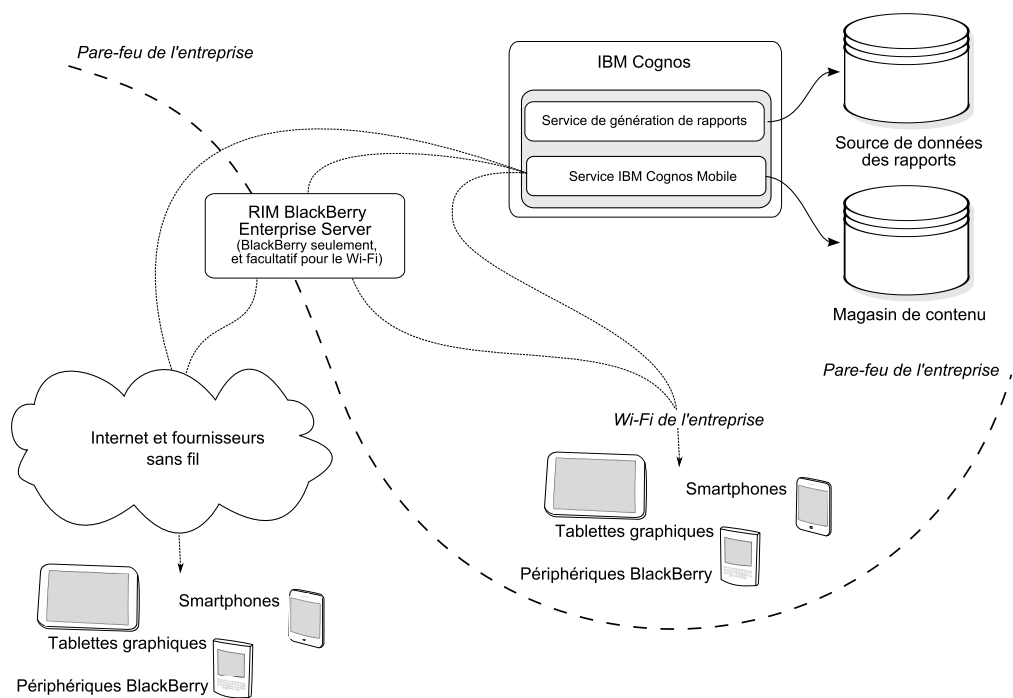 Pare-feu de l'entreprise
IBM Cognos
Service de génération de rapports
Service IBM Cognos Mobile
Source de données
des rapports
RIM BlackBerry
Enterprise Server
(BlackBerry seulement,
et facultatif pour le Wi-Fi)
Magasin de contenu
Pare-feu de l'entreprise
Internet et fournisseurs
sans fil
Wi-Fi de l'entreprise
Smartphones
Tablettes graphiques
Périphériques BlackBerry
Smartphones
Tablettes graphiques
Périphériques BlackBerry